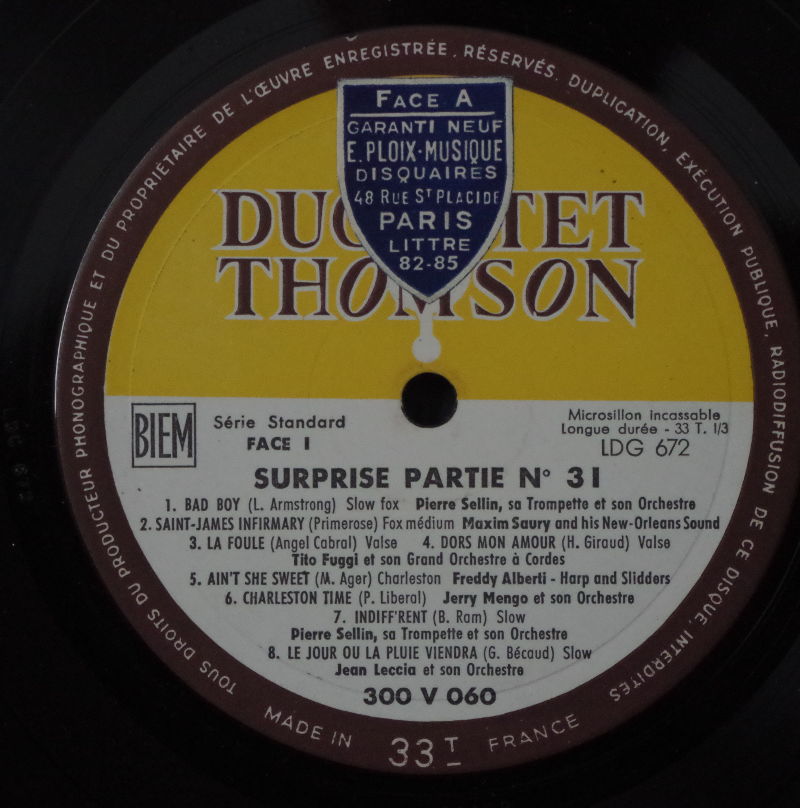 TOUS DROITS DU PRODUCTEUR PHONOGRAPHIQUE ET DU PROPRIÉTAIRE DE L'ŒUVRE ENREGISTRÉE. RÉSERVÉS. DUPLICATION, EXÉCUTION PUBLIQUE, RADIODIFFUSION DE CE DISQUE, INTERDITES
FACE A
GARANTI NEUF
E. PLOIX-MUSIQUE
DISQUAIRES
48 RUE ST PLACIDE
PARIS
LITTRE
82-85
DUC TET
THOMSON
BIEM
Série Standard
FACE 1
Microsillon incassable
Longue durée - 33 T. 1/3
LDG 672
SURPRISE PARTIE N° 31
1. BAD BOY (L. Armstrong) Slow fox Pierre Sellin, sa Trompette et son Orchestre
2. SAINT-JAMES INFIRMARY (Primerose) Fox médium Maxim Saury and his New-Orleans Sound
3. LA FOULE (Angel Cabral) Valse 4. DORS MON AMOUR (H. Giraud) Valse
Tito Fuggi et son Grand Orchestre à Cordes
5. AIN'T SHE SWEET (M. Ager) Charleston Freddy Alberti - Harp and Slidders
6. CHARLESTON TIME (P. Liberal) Jerry Mengo et son Orchestre
7. INDIFF'RENT (B. Ram) Slow
Pierre Sellin, sa Trompette et son Orchestre
8. LE JOUR OU LA PLUIE VIENDRA (G. Bécaud) Slow
Jean Leccia et son Orchestre
300 V 060
MADE IN 33 T FRANCE